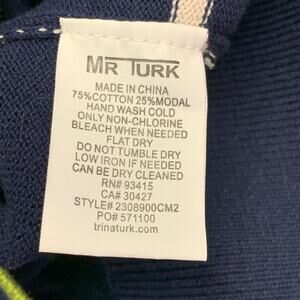 MR TURK
MADE IN CHINA
75%COTTON 25%MODAL
HAND WASH COLD
ONLY NON-CHLORINE
BLEACH WHEN NEEDED
FLAT DRY
DO NOT TUMBLE DRY
LOW IRON IF NEEDED
CAN BE DRY CLEANED
RN# 93415
CA# 30427
STYLE# 2308900CM2
PO# 571100
trinaturk.com